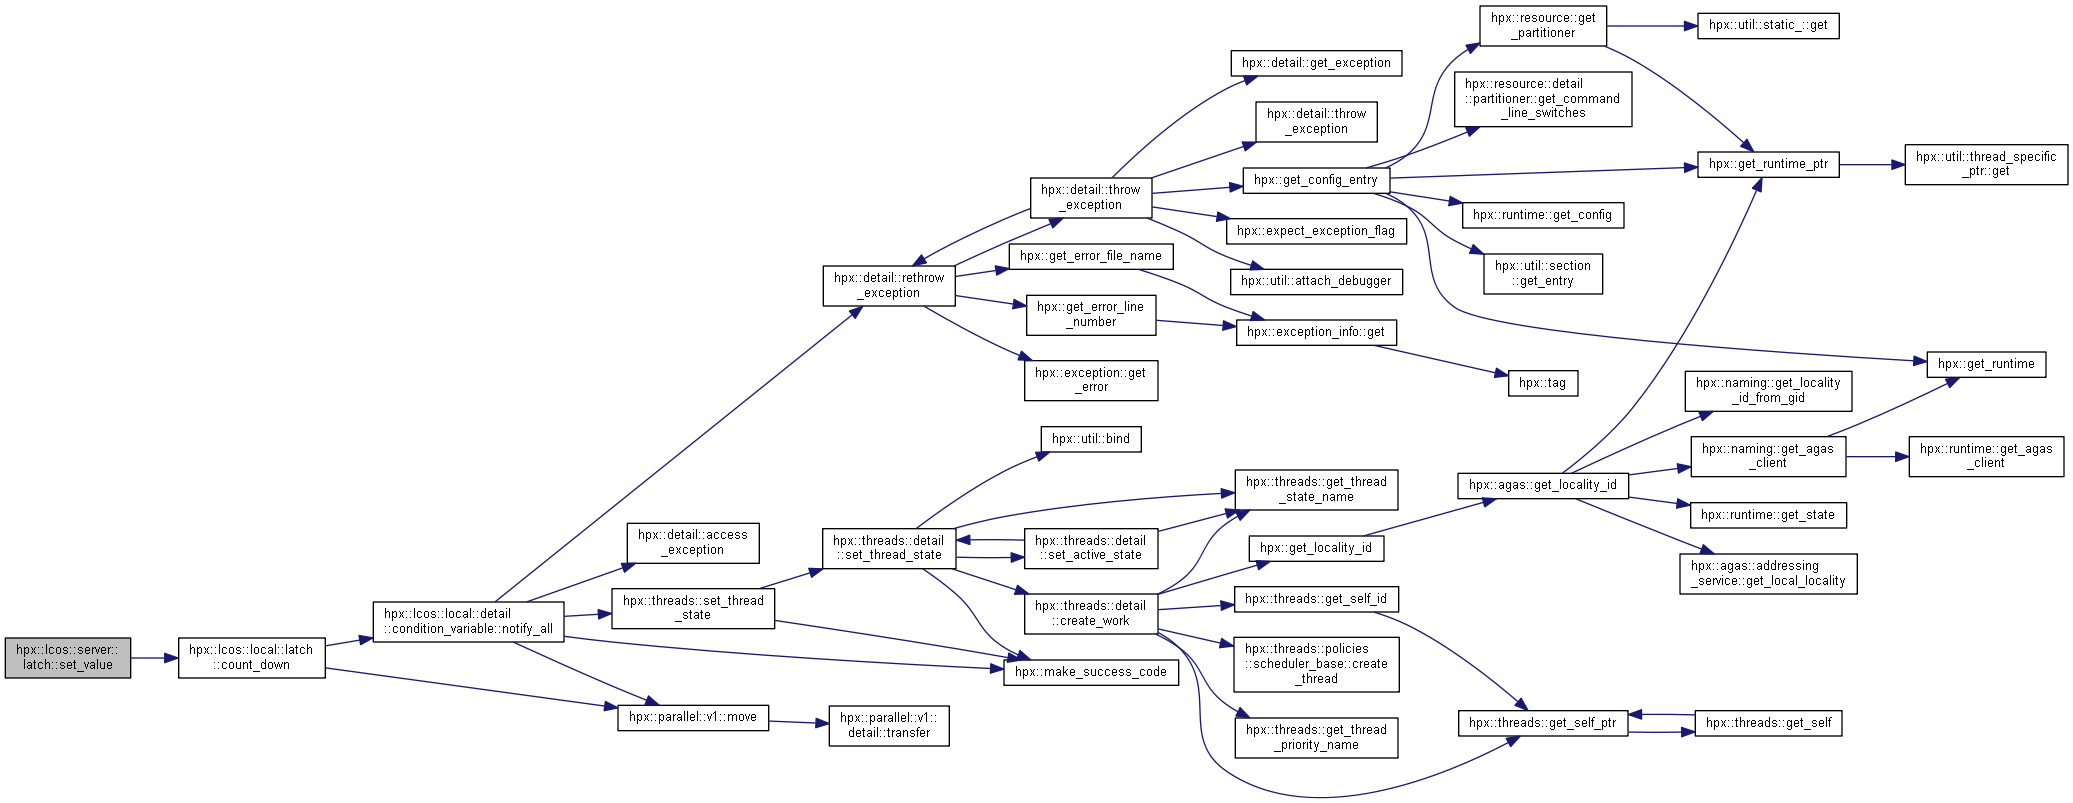 hpx::lcos::server::
latch::set_value
hpx::lcos::local::latch
::count_down
hpx::lcos::local::detail
::condition_variable::notify_all
hpx::detail::rethrow
_exception
hpx::detail::throw
_exception
hpx::detail::get_exception
hpx::detail::throw
_exception
hpx::get_config_entry
hpx::resource::get
_partitioner
hpx::util::static_::get
hpx::resource::detail
::partitioner::get_command
_line_switches
hpx::get_runtime_ptr
hpx::util::thread_specific
_ptr::get
hpx::runtime::get_config
hpx::util::section
::get_entry
hpx::get_runtime
hpx::expect_exception_flag
hpx::util::attach_debugger
hpx::get_error_file_name
hpx::get_error_line
_number
hpx::exception_info::get
hpx::tag
hpx::exception::get
_error
hpx::detail::access
_exception
hpx::threads::set_thread
_state
hpx::threads::detail
::set_thread_state
hpx::util::bind
hpx::threads::get_thread
_state_name
hpx::threads::detail
::set_active_state
hpx::threads::detail
::create_work
hpx::get_locality_id
hpx::agas::get_locality_id
hpx::naming::get_locality
_id_from_gid
hpx::naming::get_agas
_client
hpx::runtime::get_agas
_client
hpx::runtime::get_state
hpx::agas::addressing
_service::get_local_locality
hpx::threads::get_self_id
hpx::threads::policies
::scheduler_base::create
_thread
hpx::threads::get_thread
_priority_name
hpx::threads::get_self_ptr
hpx::threads::get_self
hpx::make_success_code
hpx::parallel::v1::move
hpx::parallel::v1::
detail::transfer